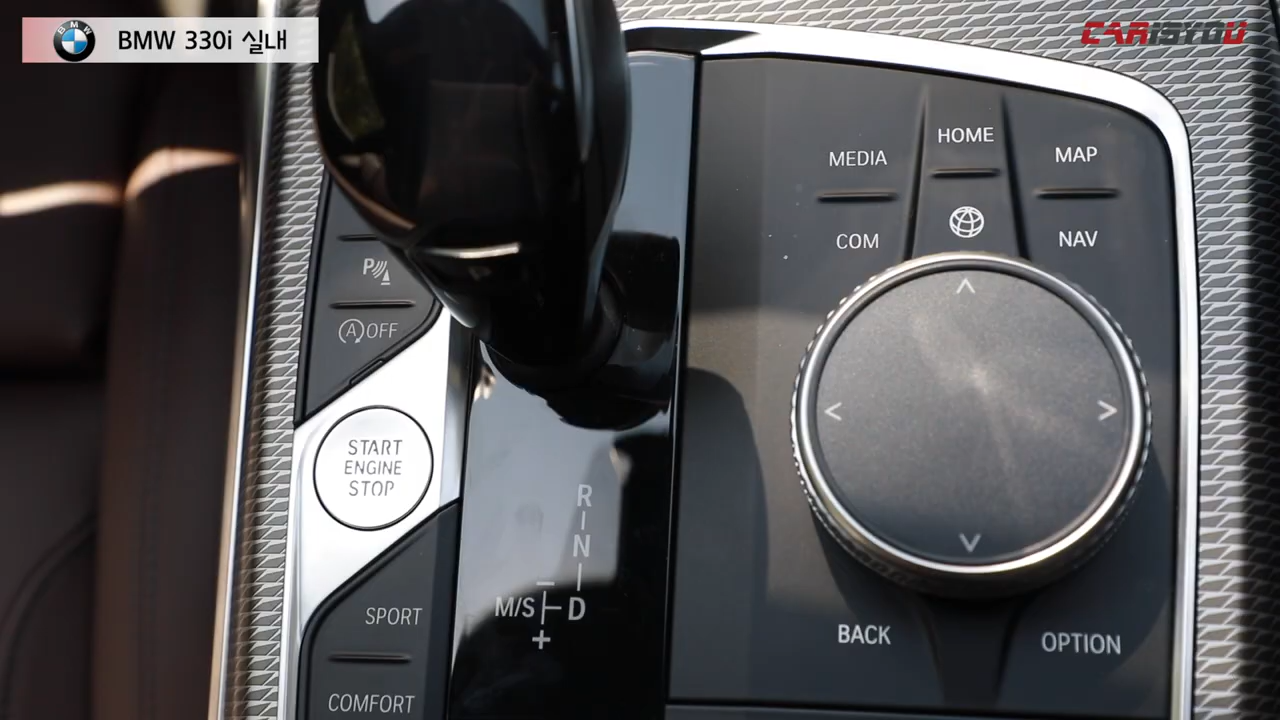 BMW
BMW 330i 실내
CARISYOU
MEDIA
HOME
MAP
COM
NAV
P
A OFF
START
ENGINE
STOP
R
N
M/S D
+
SPORT
COMFORT
BACK
OPTION